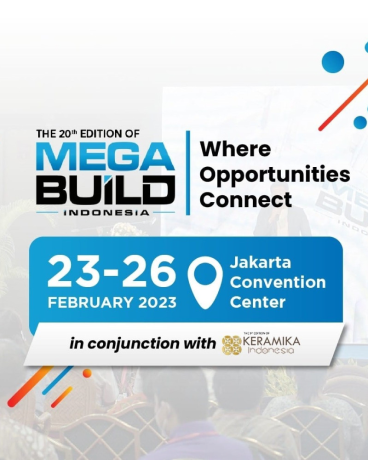 THE 20th EDITION OF
MEGA
BUILD
INDONESIA
Where
Opportunities
Connect
23-26
FEBRUARY 2023
Jakarta
Convention
Center
in conjunction with
KERAMIKA
Indonesia